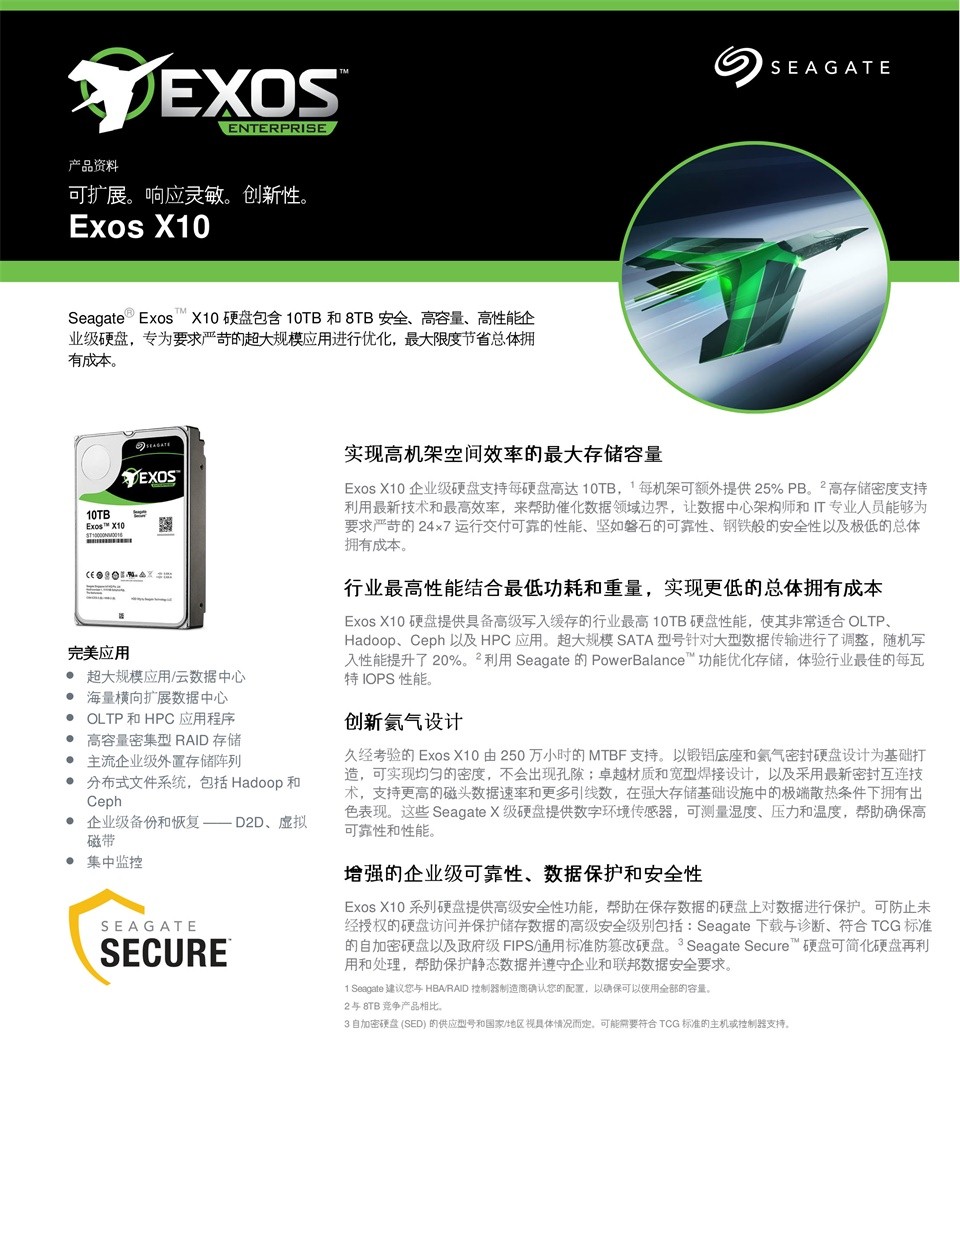 EXOS™
ENTERPRISE
SEAGATE
产品资料
可扩展。响应灵敏。创新性。
Exos X10
Seagate® Exos™ X10 硬盘包含 10TB 和 8TB 安全、高容量、高性能企
业级硬盘，专为要求严苛的超大规模应用进行优化，最大限度节省总体拥
有成本。
SEAGATE
EXOS
ENTERPRISE
10TB
Exos™ X10
ST10000NM0016
Seagate
Secure™
完美应用
超大规模应用/云数据中心
海量横向扩展数据中心
OLTP 和 HPC 应用程序
高容量密集型 RAID 存储
主流企业级外置存储阵列
分布式文件系统，包括 Hadoop 和
Ceph
企业级备份和恢复 —— D2D、虚拟
磁带
集中监控
SEAGATE
SECURE™
实现高机架空间效率的最大存储容量
Exos X10 企业级硬盘支持每硬盘高达 10TB，1 每机架可额外提供 25% PB。2 高存储密度支持
利用最新技术和最高效率，来帮助催化数据领域边界，让数据中心架构师和 IT 专业人员能够为
要求严苛的 24×7 运行交付可靠的性能、坚如磐石的可靠性、钢铁般的安全性以及极低的总体
拥有成本。
行业最高性能结合最低功耗和重量，实现更低的总体拥有成本
Exos X10 硬盘提供具备高级写入缓存的行业最高 10TB 硬盘性能，使其非常适合 OLTP、
Hadoop、Ceph 以及 HPC 应用。超大规模 SATA 型号针对大型数据传输进行了调整，随机写
入性能提升了 20%。2 利用 Seagate 的 PowerBalance™ 功能优化存储，体验行业最佳的每瓦
特 IOPS 性能。
创新氦气设计
久经考验的 Exos X10 由 250 万小时的 MTBF 支持。以锻铝底座和氦气密封硬盘设计为基础打
造，可实现均匀的密度，不会出现孔隙；卓越材质和宽型焊接设计，以及采用最新密封互连技
术，支持更高的磁头数据速率和更多引线数，在强大存储基础设施中的极端散热条件下拥有出
色表现。这些 Seagate X 级硬盘提供数字环境传感器，可测量湿度、压力和温度，帮助确保高
可靠性和性能。
增强的企业级可靠性、数据保护和安全性
Exos X10 系列硬盘提供高级安全性功能，帮助在保存数据的硬盘上对数据进行保护。可防止未
经授权的硬盘访问并保护储存数据的高级安全级别包括：Seagate 下载与诊断、符合 TCG 标准
的自加密硬盘以及政府级 FIPS/通用标准防篡改硬盘。3 Seagate Secure™ 硬盘可简化硬盘再利
用和处理，帮助保护静态数据并遵守企业和联邦数据安全要求。
1 Seagate 建议您与 HBA/RAID 控制器制造商确认您的配置，以确保可以使用全部的容量。
2 与 8TB 竞争产品相比。
3 自加密硬盘 (SED) 的供应型号和国家/地区视具体情况而定。可能需要符合 TCG 标准的主机或控制器支持。